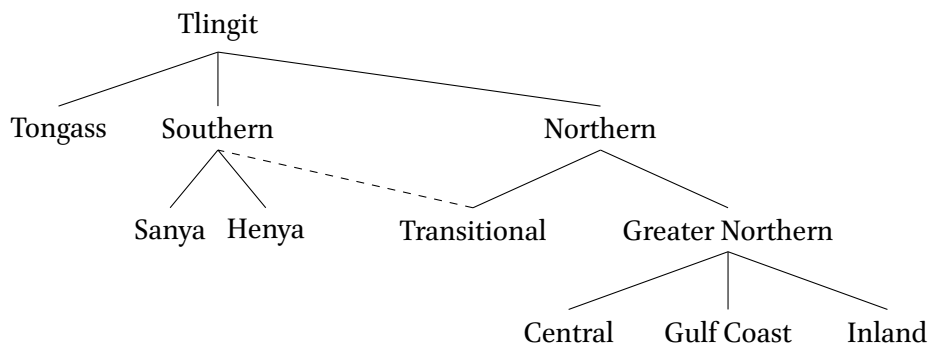 Tlingit
Tongass Southern Northern
Sanya Henya Transitional Greater Northern
Central Gulf Coast Inland